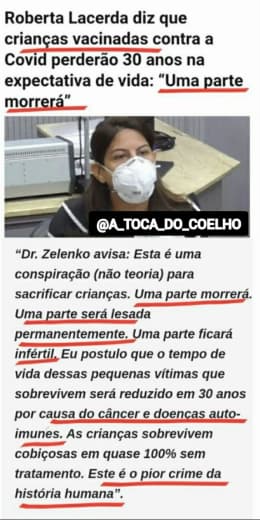 Roberta Lacerda diz que
crianças vacinadas contra a
Covid perderão 30 anos na
expectativa de vida: “Uma parte
morrerá”
@A_TOCA_DO_COELHO
“Dr. Zelenko avisa: Esta é uma
conspiração (não teoria) para
sacrificar crianças. Uma parte morrerá.
Uma parte será lesada
permanentemente. Uma parte ficará
infértil. Eu postulo que o tempo de
vida dessas pequenas vítimas que
sobrevivem será reduzido em 30 anos
por causa do câncer e doenças auto-
imunes. As crianças sobrevivem
cobiçosas em quase 100% sem
tratamento. Este é o pior crime da
história humana”.